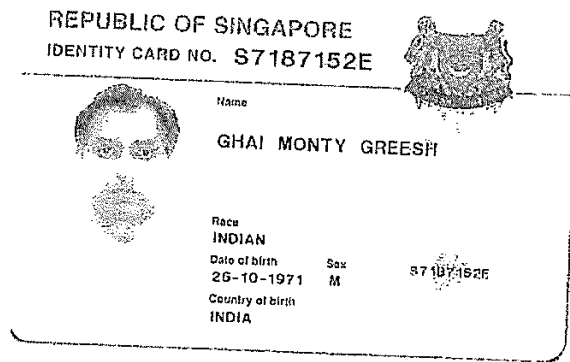 REPUBLIC OF SINGAPORE
IDENTITY CARD NO. S7187152E
Name
GHAI MONTY GREESH
Race
INDIAN
Date of birth Sex
26-10-1971 M
S7187152E
Country of birth
INDIA